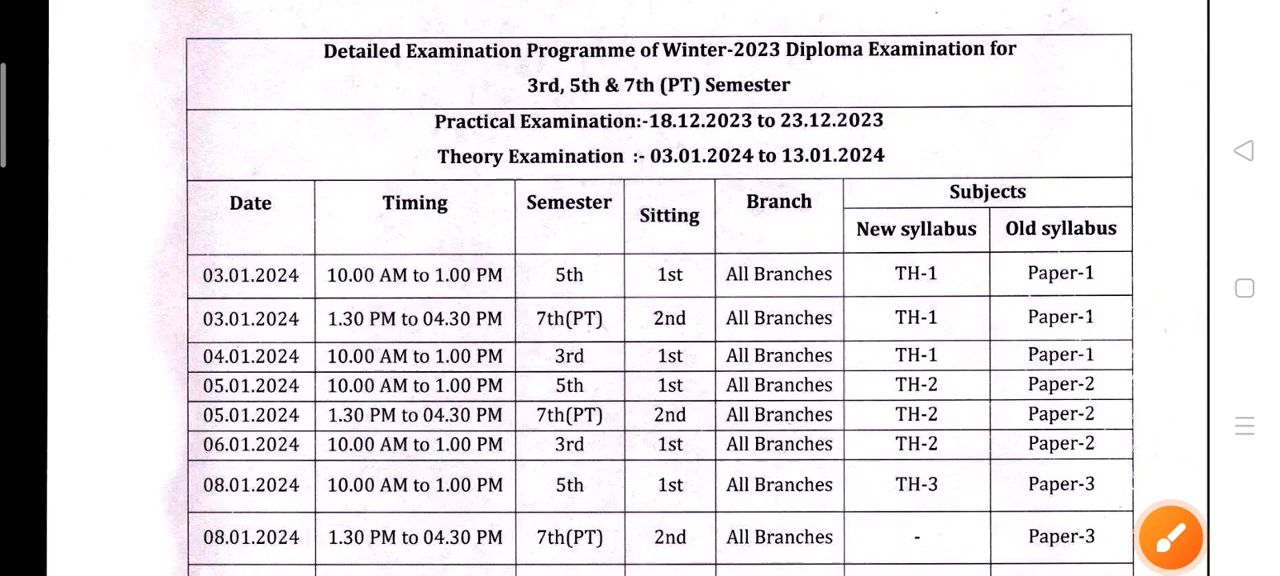 Detailed Examination Programme of Winter-2023 Diploma Examination for
3rd, 5th & 7th (PT) Semester
Practical Examination:-18.12.2023 to 23.12.2023
Theory Examination :- 03.01.2024 to 13.01.2024
Date Timing Semester Sitting Branch Subjects
New syllabus Old syllabus
03.01.2024 10.00 AM to 1.00 PM 5th 1st All Branches TH-1 Paper-1
03.01.2024 1.30 PM to 04.30 PM 7th(PT) 2nd All Branches TH-1 Paper-1
04.01.2024 10.00 AM to 1.00 PM 3rd 1st All Branches TH-1 Paper-1
05.01.2024 10.00 AM to 1.00 PM 5th 1st All Branches TH-2 Paper-2
05.01.2024 1.30 PM to 04.30 PM 7th(PT) 2nd All Branches TH-2 Paper-2
06.01.2024 10.00 AM to 1.00 PM 3rd 1st All Branches TH-2 Paper-2
08.01.2024 10.00 AM to 1.00 PM 5th 1st All Branches TH-3 Paper-3
08.01.2024 1.30 PM to 04.30 PM 7th(PT) 2nd All Branches - Paper-3